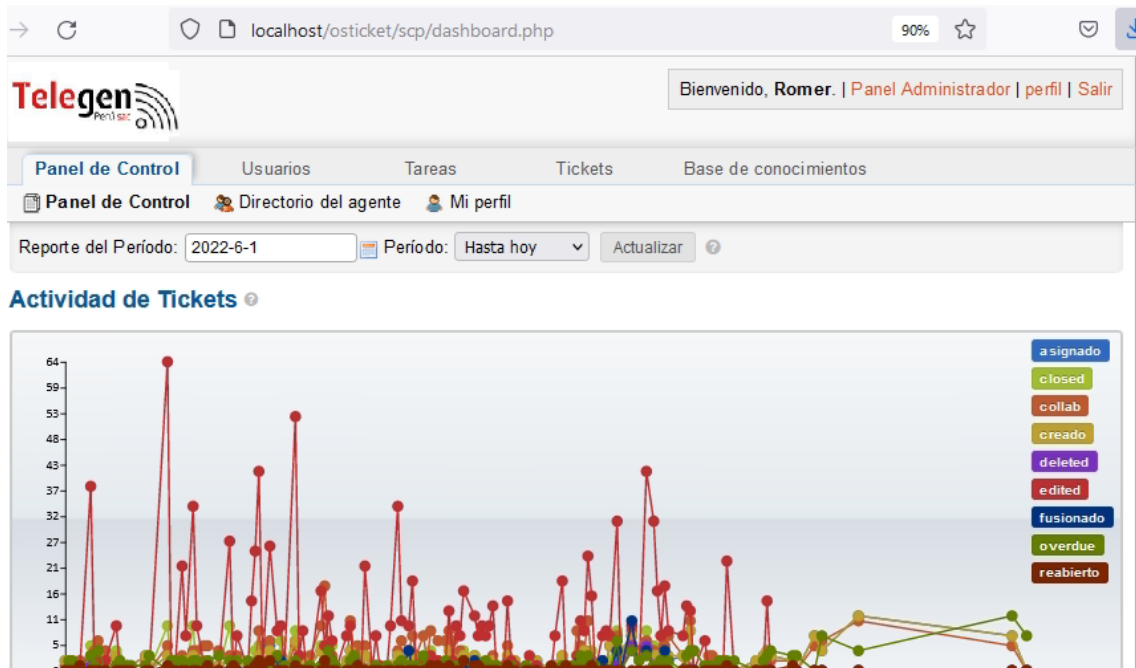 localhost/osticket/scp/dashboard.php 90%
Telegen
Perú sac
Bienvenido, Romer. | Panel Administrador | perfil | Salir
Panel de Control Usuarios Tareas Tickets Base de conocimientos
Panel de Control Directorio del agente Mi perfil
Reporte del Período: 2022-6-1 Período: Hasta hoy Actualizar
Actividad de Tickets
64
59
53
48
43
37
32
27
21
16
11
5
asignado
closed
collab
creado
deleted
edited
fusionado
overdue
reabierto